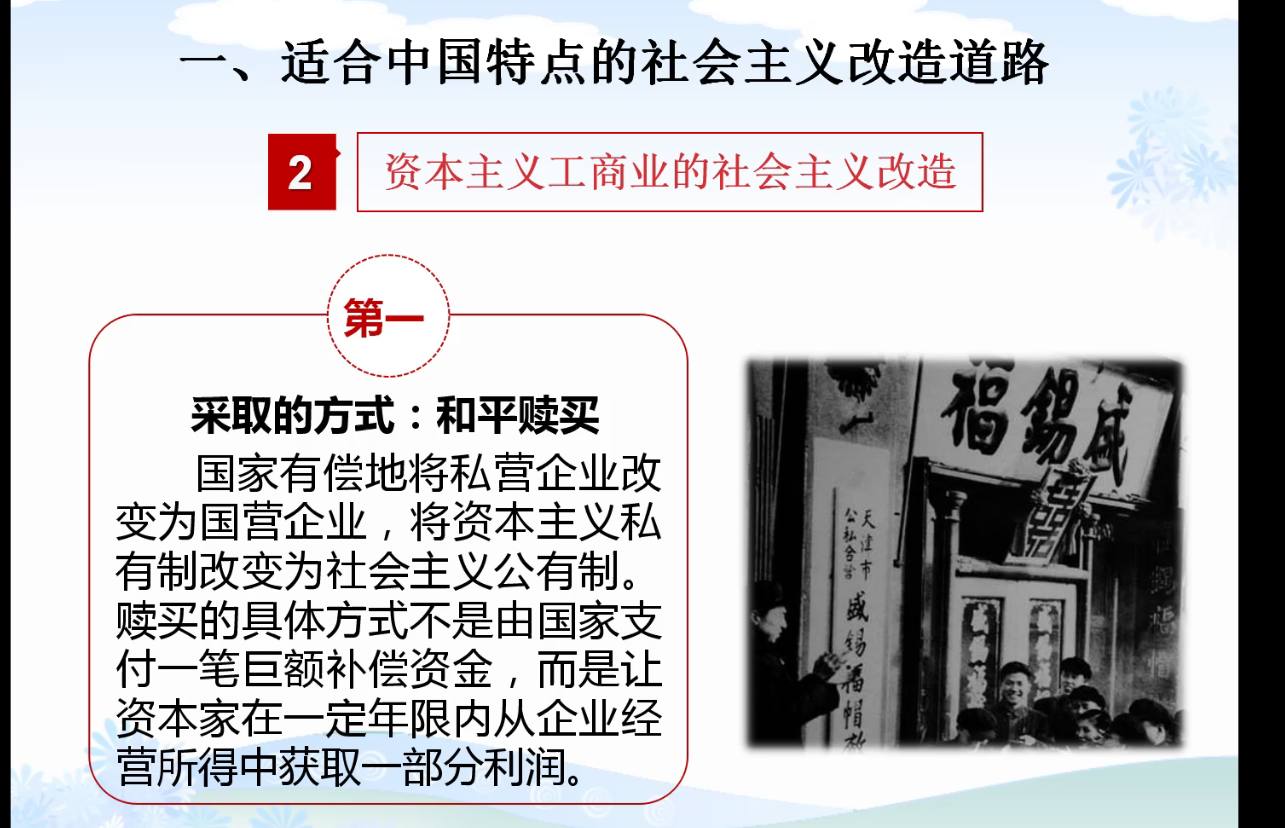 一、适合中国特点的社会主义改造道路
2
资本主义工商业的社会主义改造
第一
采取的方式：和平赎买
国家有偿地将私营企业改
变为国营企业，将资本主义私
有制改变为社会主义公有制。
赎买的具体方式不是由国家支
付一笔巨额补偿资金，而是让
资本家在一定年限内从企业经
营所得中获取一部分利润。
盛錫福
囍
天津市
公私合营
盛錫福帽